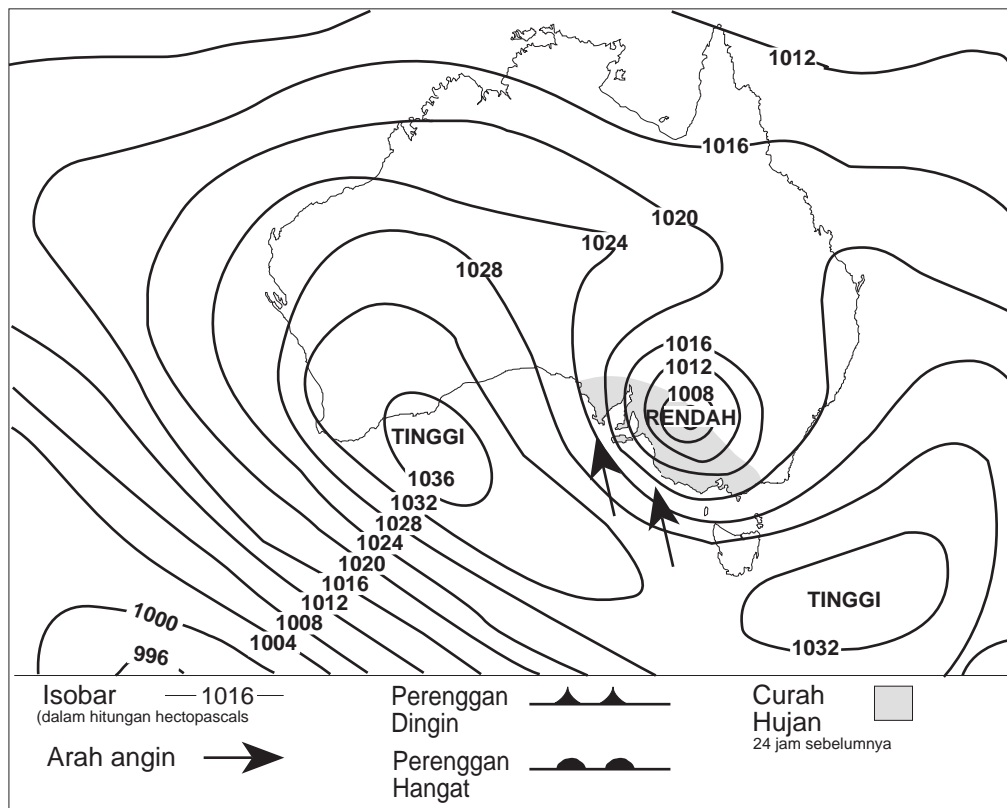 1012
1016
1020
1024
1028
1016
1012
1008
RENDAH
TINGGI
1036
1032
1028
1024
1020
1016
1012
1008
1004
1000
996
TINGGI
1032
Isobar 1016
(dalam hitungan hectopascals
Arah angin
Perenggan
Dingin
Perenggan
Hangat
Curah
Hujan
24 jam sebelumnya